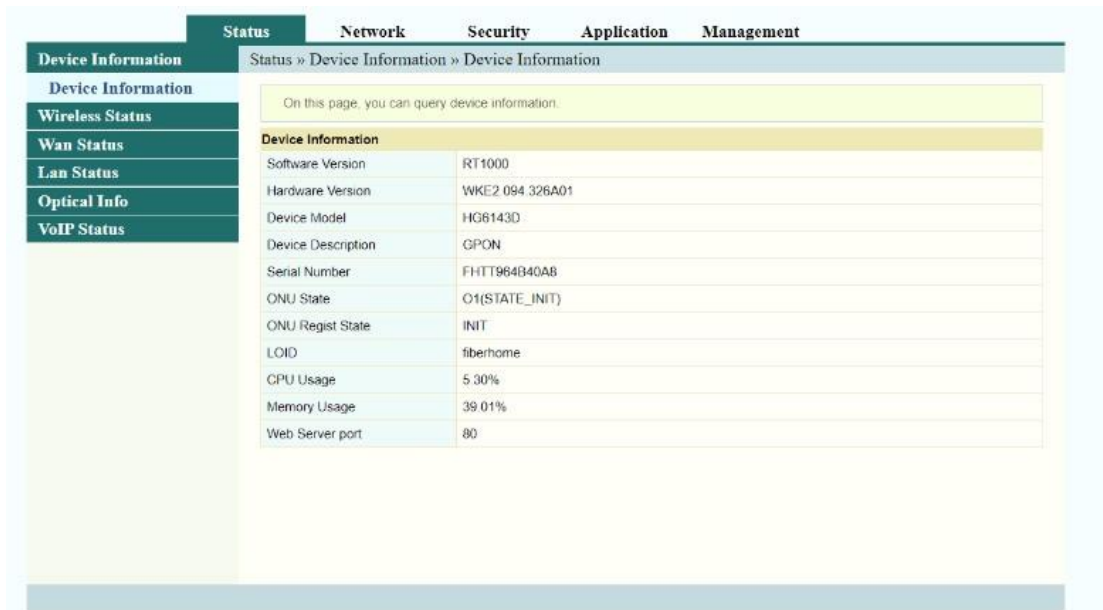 Status Network Security Application Management
Device Information
Status » Device Information » Device Information
Device Information
Wireless Status
Wan Status
Lan Status
Optical Info
VoIP Status
On this page, you can query device information.
Device Information
Software Version RT1000
Hardware Version WKE2.094.326A01
Device Model HG6143D
Device Description GPON
Serial Number FHTT964B40A8
ONU State O1(STATE_INIT)
ONU Regist State INIT
LOID fiberhome
CPU Usage 5.30%
Memory Usage 39.01%
Web Server port 80